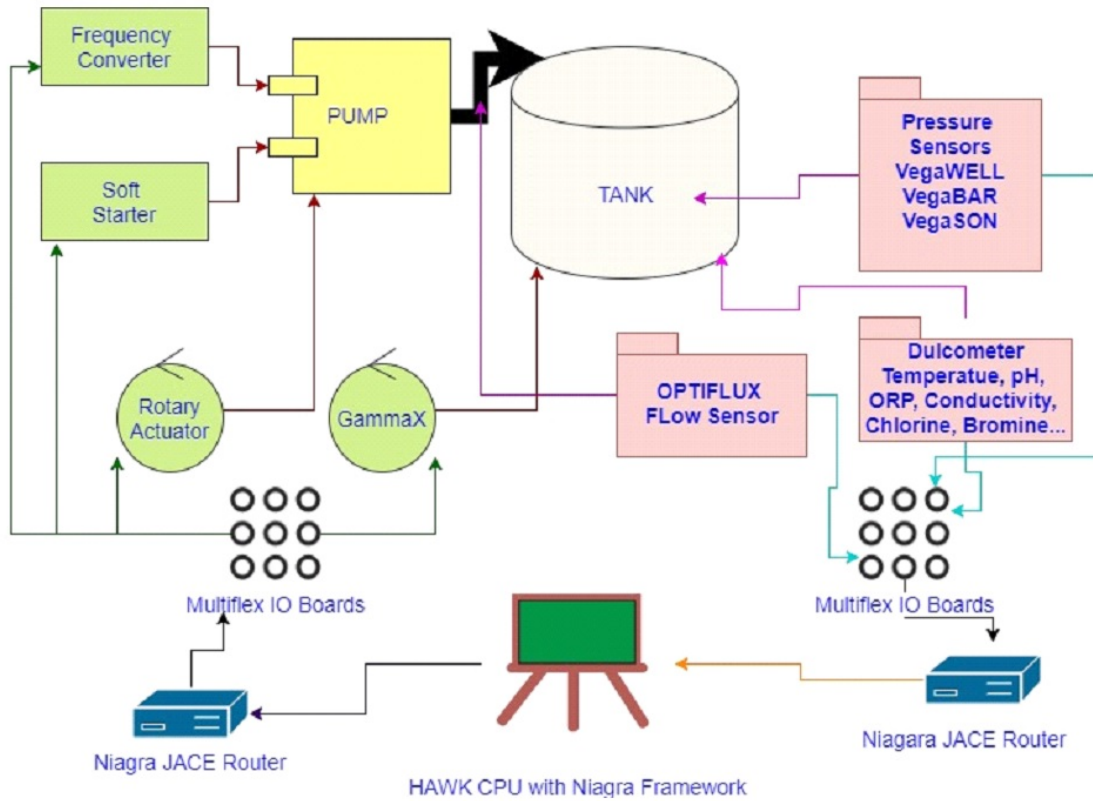 Frequency
Converter
PUMP
Soft
Starter
TANK
Pressure
Sensors
VegaWELL
VegaBAR
VegaSON
Rotary
Actuator
GammaX
OPTIFLUX
FLow Sensor
Dulcometer
Temperatue, pH,
ORP, Conductivity,
Chlorine, Bromine...
Multiflex IO Boards
Multiflex IO Boards
Niagra JACE Router
Niagara JACE Router
HAWK CPU with Niagra Framework